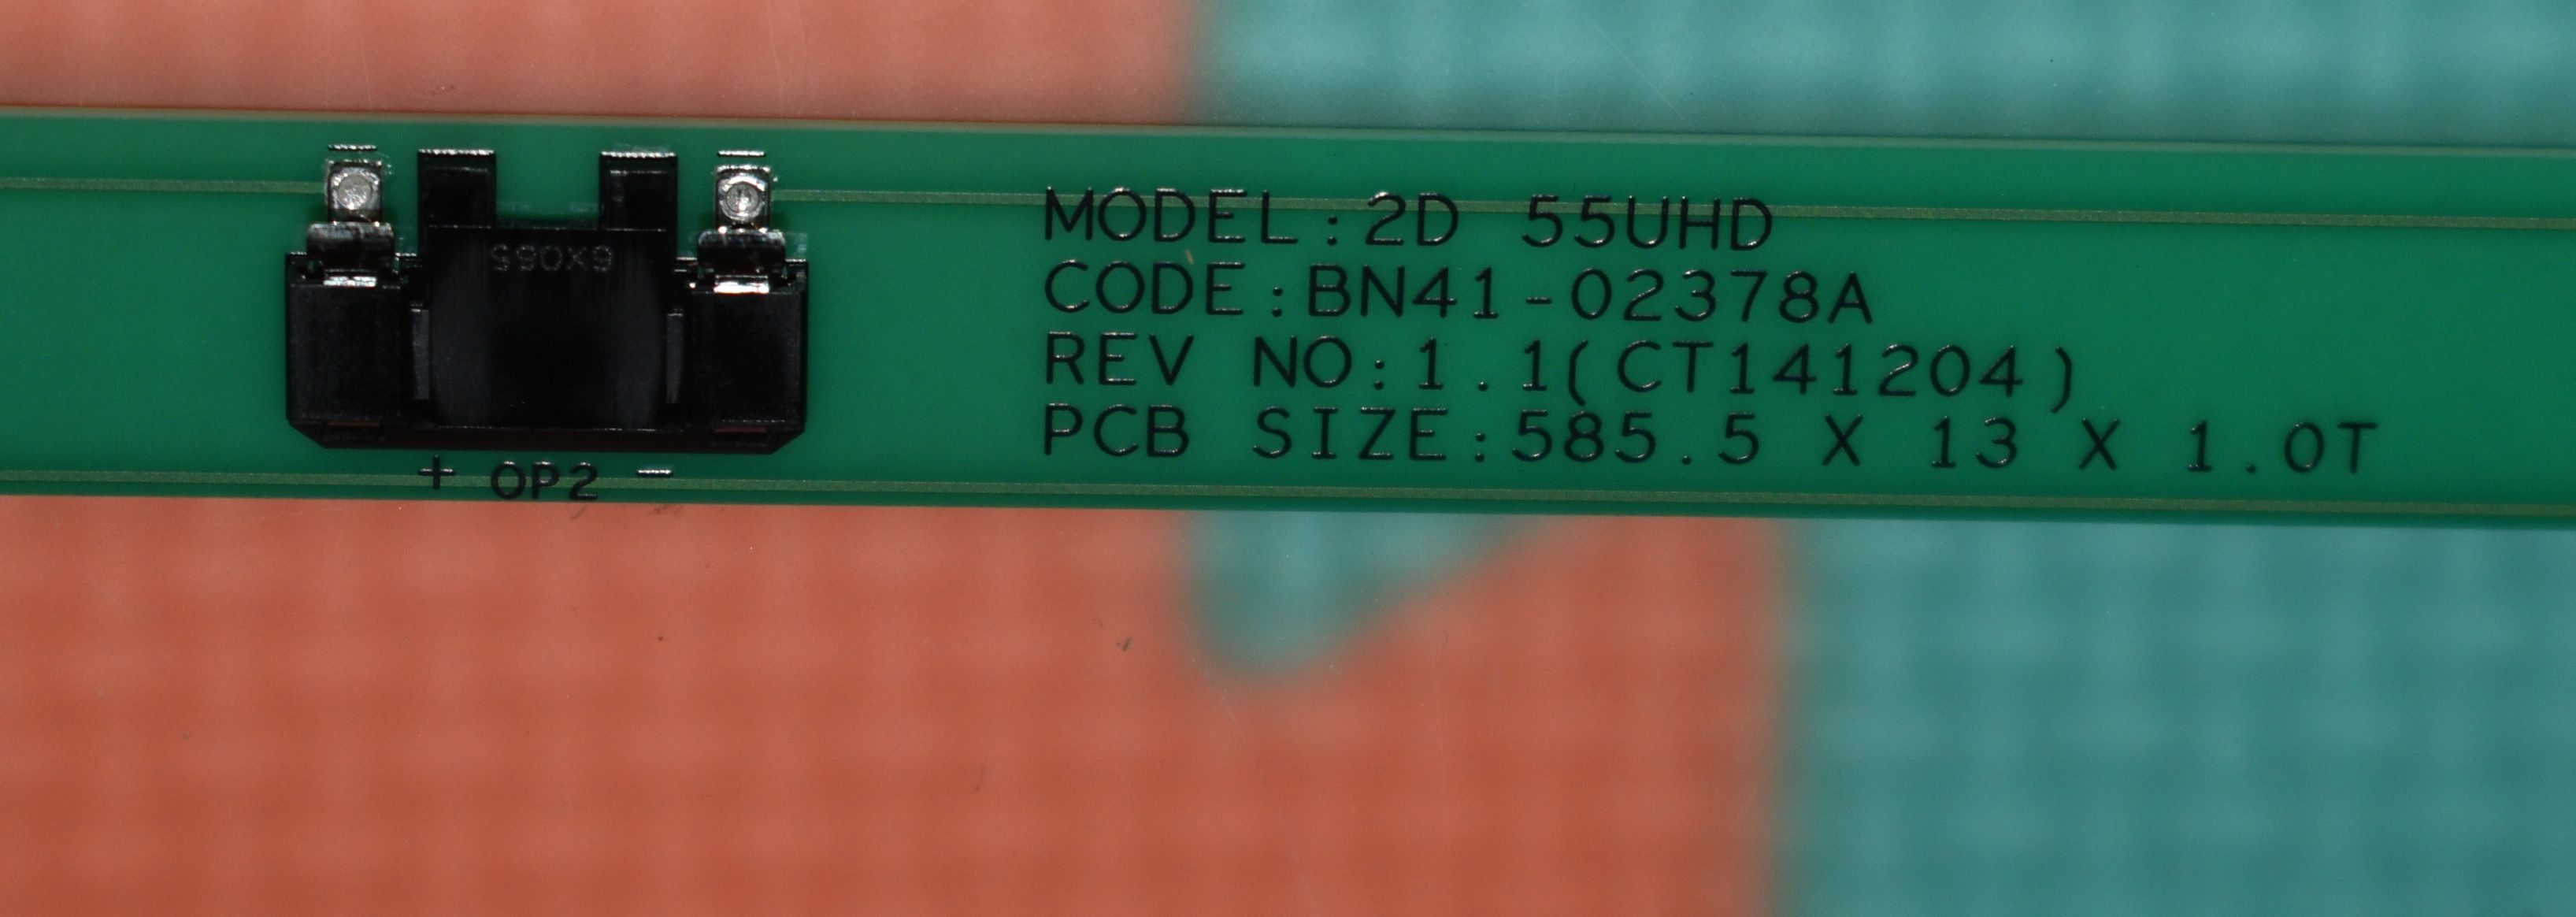 MODEL:2D 55UHD
CODE:BN41-02378A
REV NO:1.1(CT141204)
PCB SIZE:585.5 X 13 X 1.0T
+ OP2 -